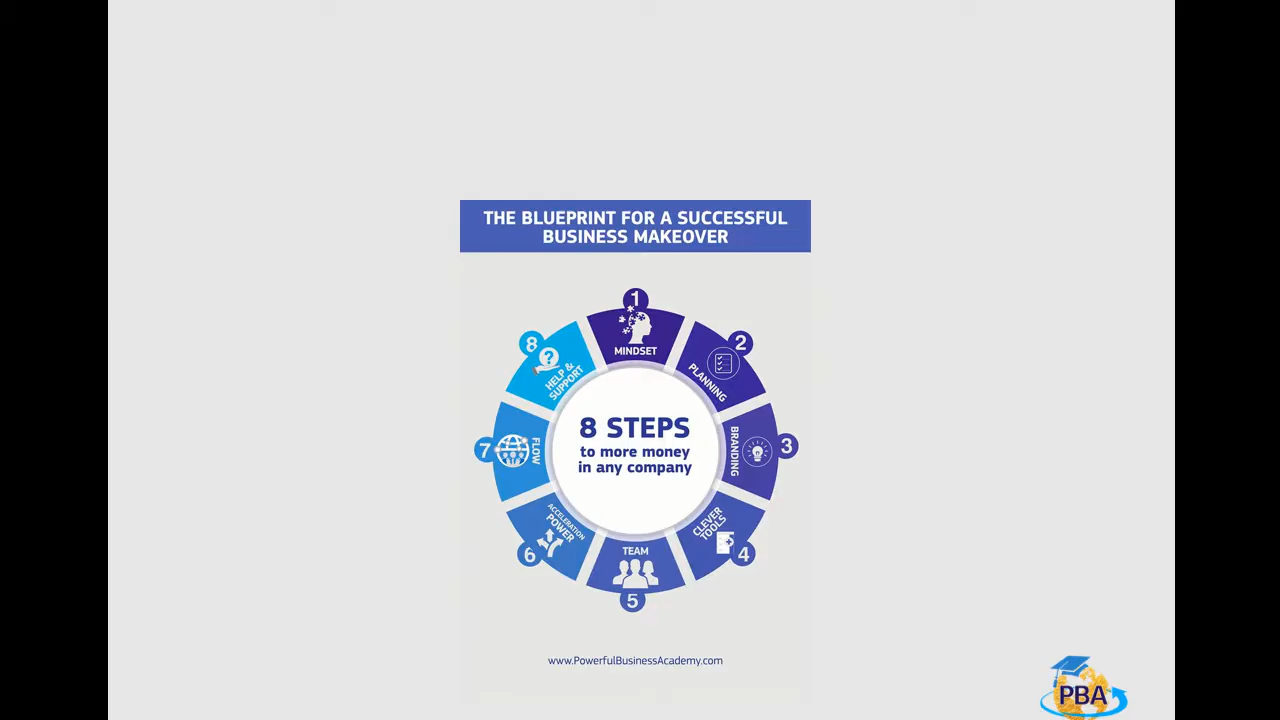 THE BLUEPRINT FOR A SUCCESSFUL
BUSINESS MAKEOVER
1
MINDSET
2
PLANNING
3
BRANDING
4
CLEVER
TOOLS
5
TEAM
6
ACCELERATION
POWER
7
FLOW
8
HELP &
SUPPORT
8 STEPS
to more money
in any company
www.PowerfulBusinessAcademy.com
PBA